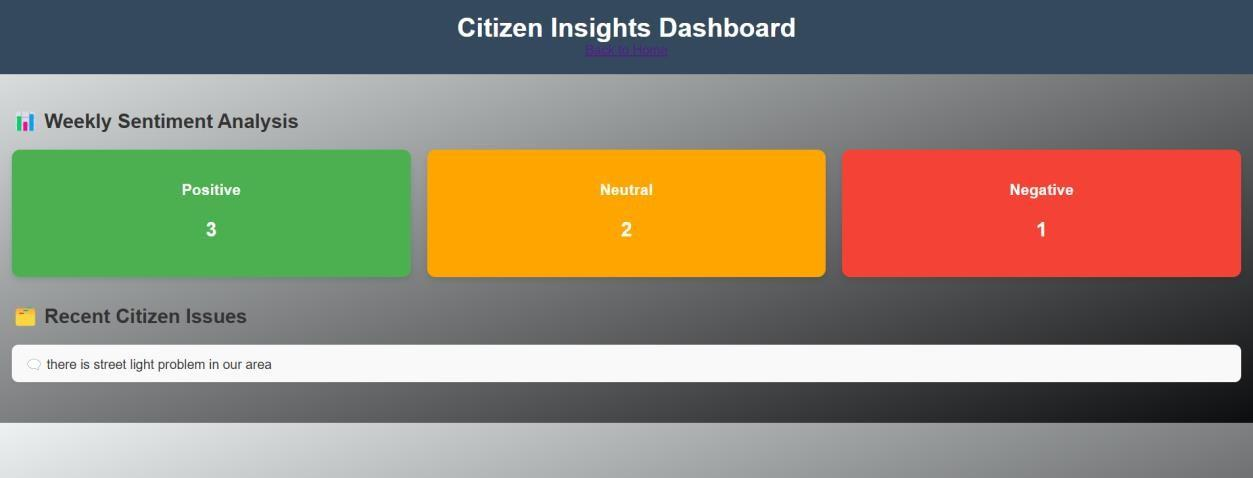 Citizen Insights Dashboard
Back to Home
Weekly Sentiment Analysis
Positive
3
Neutral
2
Negative
1
Recent Citizen Issues
there is street light problem in our area